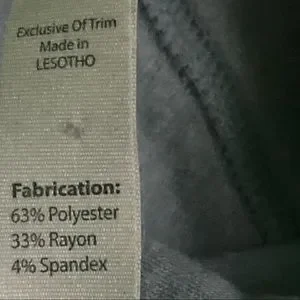 Exclusive Of Trim
Made in
LESOTHO
Fabrication:
63% Polyester
33% Rayon
4% Spandex